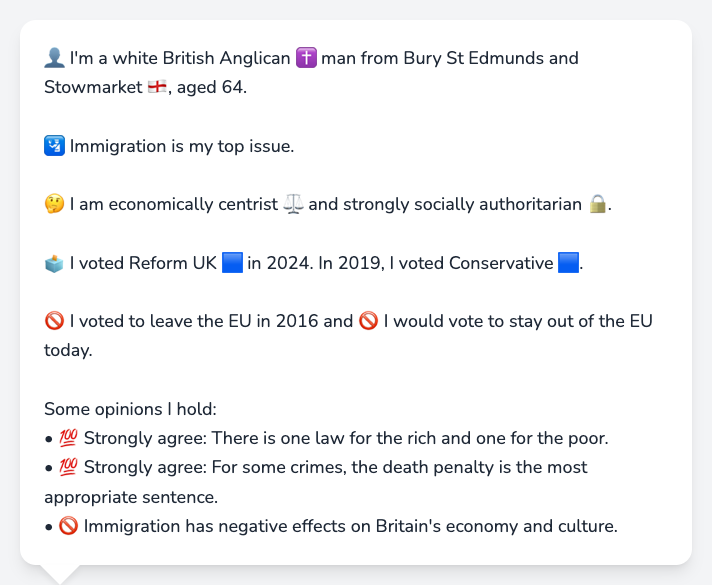 👤 I'm a white British Anglican ✝️ man from Bury St Edmunds and
Stowmarket 🏴󠁧󠁢󠁥󠁮󠁧󠁿, aged 64.
🛂 Immigration is my top issue.
🤔 I am economically centrist ⚖️ and strongly socially authoritarian 🔒.
🗳️ I voted Reform UK 🟦 in 2024. In 2019, I voted Conservative 🟦.
🚫 I voted to leave the EU in 2016 and 🚫 I would vote to stay out of the EU
today.
Some opinions I hold:
• 💯 Strongly agree: There is one law for the rich and one for the poor.
• 💯 Strongly agree: For some crimes, the death penalty is the most
appropriate sentence.
• 🚫 Immigration has negative effects on Britain's economy and culture.